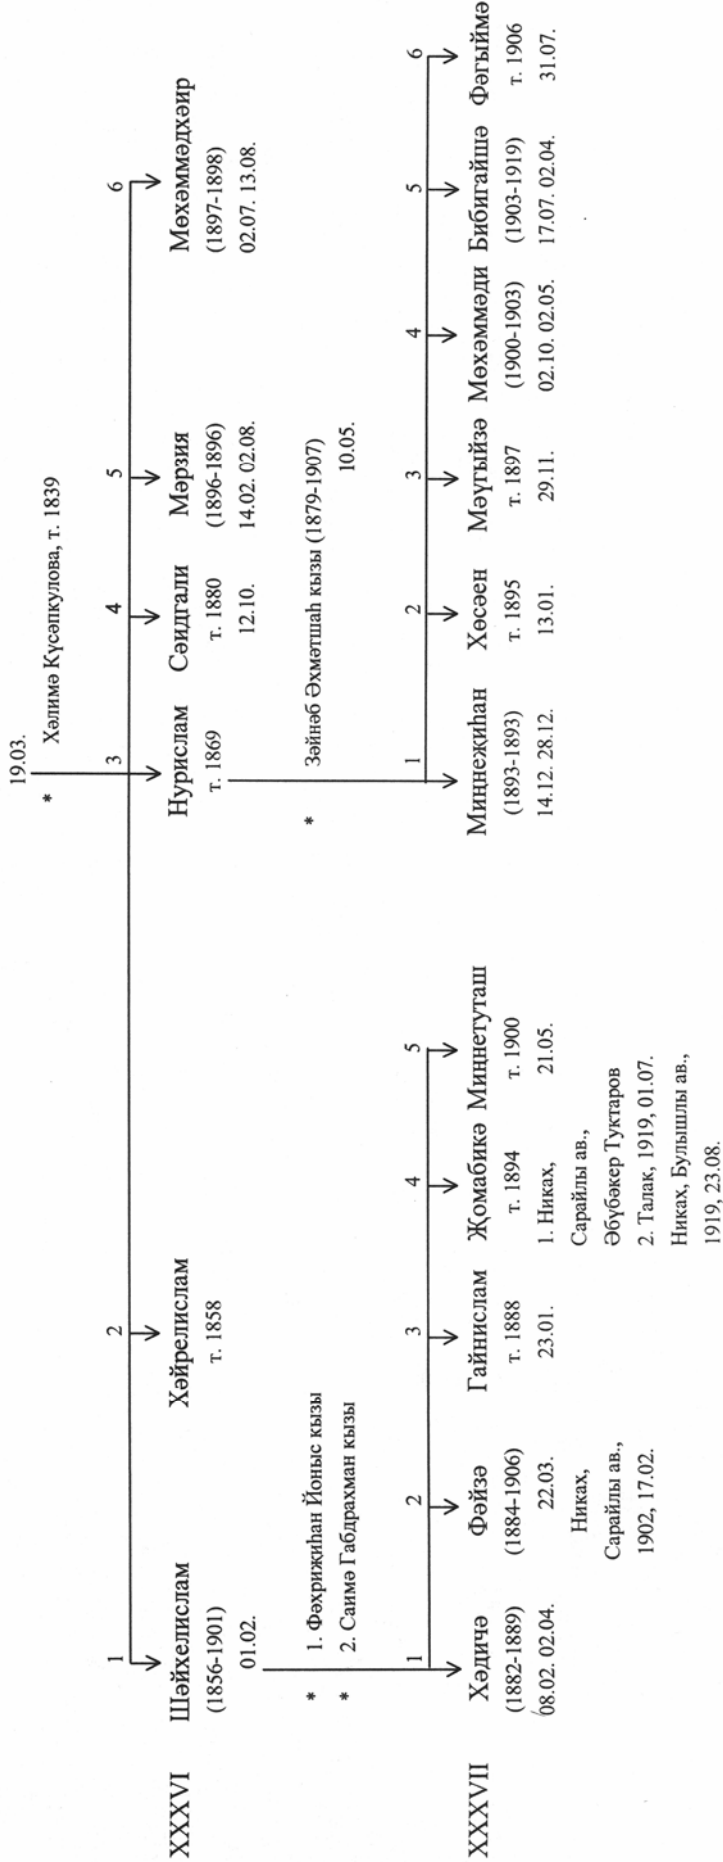 19.03.
* Хәлимә Күсәпкулова, т. 1839
1 2 3 4 5 6
XXXVI
Шәйхелислам
(1856-1901)
01.02.
Хәйрелислам
т. 1858
Нурислам
т. 1869
Сәидгали
т. 1880
12.10.
Мәрзия
(1896-1896)
14.02. 02.08.
Мөхәммәдхәир
(1897-1898)
02.07. 13.08.
* 1. Фәхриҗиһан Йоныс кызы
* 2. Саимә Габдрахман кызы
* Зәйнәб Әхмәтшаһ кызы (1879-1907)
10.05.
XXXVII
1 2 3 4 5
Хәдичә
(1882-1889)
08.02. 02.04.
Фәйзә
(1884-1906)
22.03.
Никах,
Сарайлы ав.,
1902, 17.02.
Гайнислам
т. 1888
23.01.
Җомабикә
т. 1894
1. Никах,
Сарайлы ав.,
Әбүбәкер Туктаров
2. Талак, 1919, 01.07.
Никах, Булышлы ав.,
1919, 23.08.
Миңнетуташ
т. 1900
21.05.
1 2 3 4 5 6
Миңнеҗиһан
(1893-1893)
14.12. 28.12.
Хөсәен
т. 1895
13.01.
Мәүгыйзә
т. 1897
29.11.
Мөхәммәди
(1900-1903)
02.10. 02.05.
Бибигайшә
(1903-1919)
17.07. 02.04.
Фәгыймә
т. 1906
31.07.